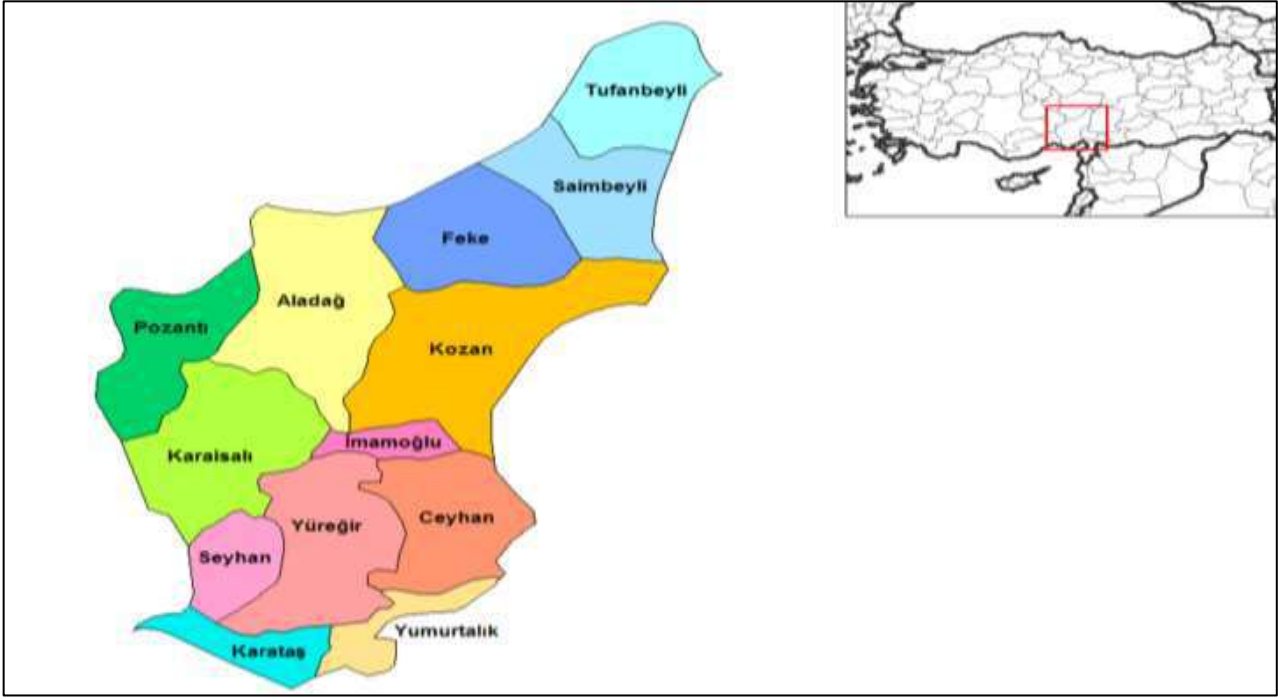 Tufanbeyli
Saimbeyli
Feke
Aladağ
Pozantı
Kozan
İmamoğlu
Karaisalı
Ceyhan
Yüreğir
Seyhan
Yumurtalık
Karataş